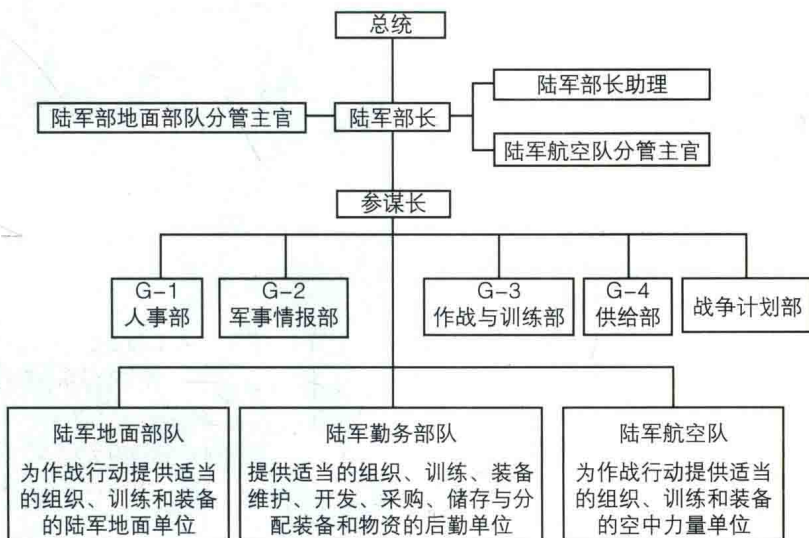 总统
陆军部长助理
陆军部地面部队分管主官
陆军部长
陆军航空队分管主官
参谋长
G-1
人事部
G-2
军事情报部
G-3
作战与训练部
G-4
供给部
战争计划部
陆军地面部队
为作战行动提供适当
的组织、训练和装备
的陆军地面单位
陆军勤务部队
提供适当的组织、训练、装备
维护、开发、采购、储存与分
配装备和物资的后勤单位
陆军航空队
为作战行动提供适当
的组织、训练和装备
的空中力量单位